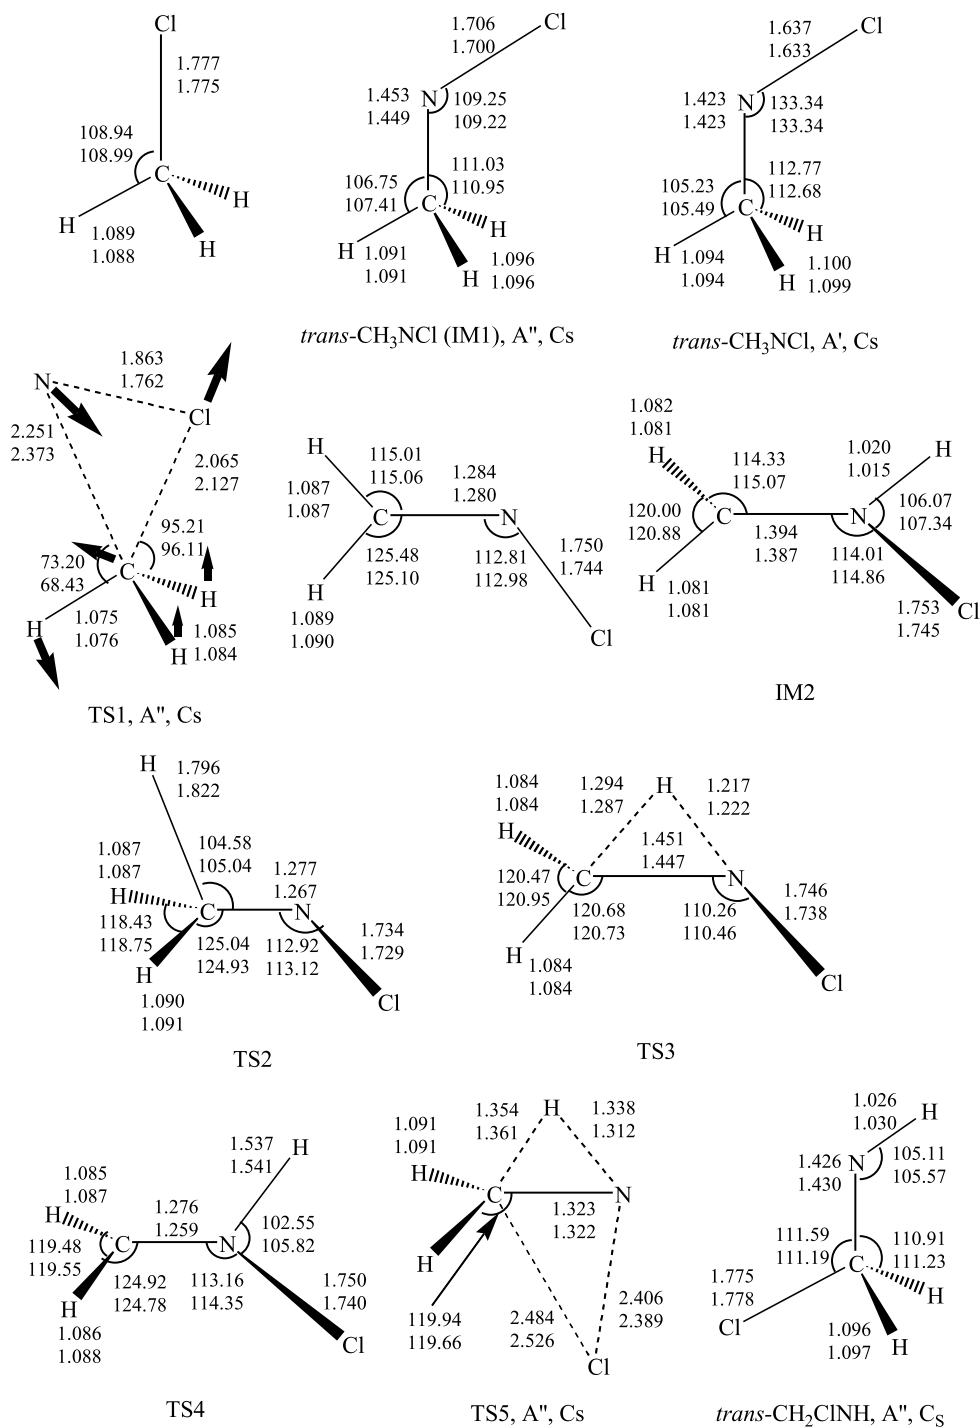 Cl
1.777
1.775
108.94
108.99
C
H
H
H
1.089
1.088
Cl
1.706
1.700
N
1.453
1.449
109.25
109.22
106.75
107.41
111.03
110.95
C
H
H
H
1.091
1.091
1.096
1.096
trans-CH3NCl (IM1), A", Cs
Cl
1.637
1.633
N
1.423
1.423
133.34
133.34
105.23
105.49
112.77
112.68
C
H
H
H
1.094
1.094
1.100
1.099
trans-CH3NCl, A', Cs
N
1.863
1.762
Cl
2.251
2.373
2.065
2.127
95.21
96.11
73.20
68.43
C
H
H
H
1.075
1.076
1.085
1.084
TS1, A", Cs
H
115.01
115.06
1.284
1.280
1.087
1.087
C
N
125.48
125.10
112.81
112.98
1.750
1.744
H
1.089
1.090
Cl
1.082
1.081
H
114.33
115.07
1.020
1.015
H
120.00
120.88
C
N
106.07
107.34
1.394
1.387
114.01
114.86
H
1.081
1.081
1.753
1.745
Cl
IM2
H
1.796
1.822
1.087
1.087
104.58
105.04
1.277
1.267
H
C
N
118.43
118.75
125.04
124.93
112.92
113.12
1.734
1.729
H
1.090
1.091
Cl
TS2
1.084
1.084
1.294
1.287
H
1.217
1.222
H
1.451
1.447
120.47
120.95
C
N
120.68
120.73
110.26
110.46
1.746
1.738
H
1.084
1.084
Cl
TS3
1.085
1.087
1.537
1.541
H
H
1.276
1.259
102.55
105.82
119.48
119.55
C
N
124.92
124.78
113.16
114.35
1.750
1.740
H
1.086
1.088
Cl
TS4
1.091
1.091
1.354
1.361
H
1.338
1.312
H
C
N
1.323
1.322
H
119.94
119.66
2.484
2.526
2.406
2.389
Cl
TS5, A", Cs
1.026
1.030
H
N
1.426
1.430
105.11
105.57
111.59
111.19
110.91
111.23
C
1.775
1.778
H
Cl
H
1.096
1.097
trans-CH2ClNH, A", CS